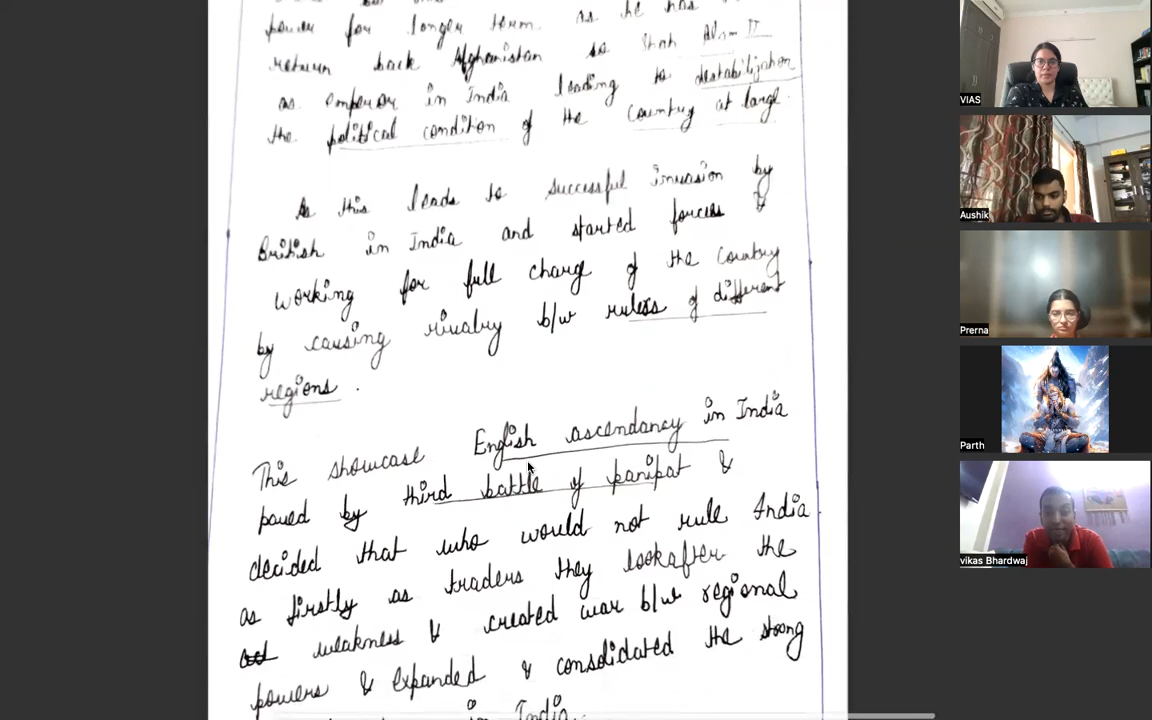 power for longer term as he has
return back Afghanistan so Shah Alam II
as emperor in India leading to destabilization
the political condition of the country at large.
As this leads to successful invasion by
British in India and started forces &
working for full charge of the country
by causing rivalry b/w rulers of different
regions.
This showcase English ascendancy in India
paved by third battle of panipat &
decided that who would not rule India
as firstly as traders they lookafter the
weakness & created war b/w regional
powers & expanded & consolidated the strong
in India.
VIAS
Aushik
Prerna
Parth
vikas Bhardwaj